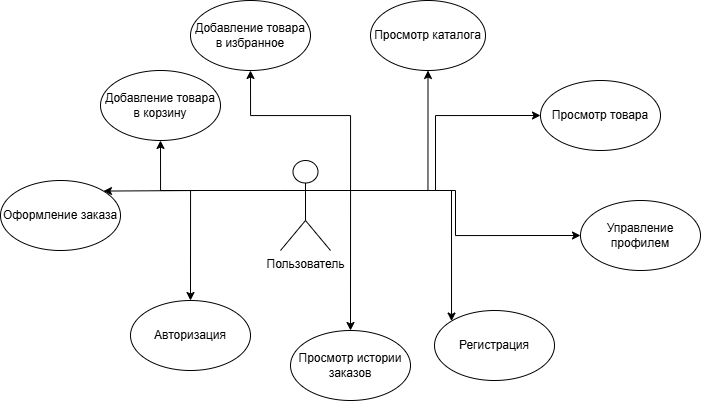 Добавление товара
в избранное
Просмотр каталога
Добавление товара
в корзину
Просмотр товара
Оформление заказа
Управление
профилем
Пользователь
Авторизация
Просмотр истории
заказов
Регистрация